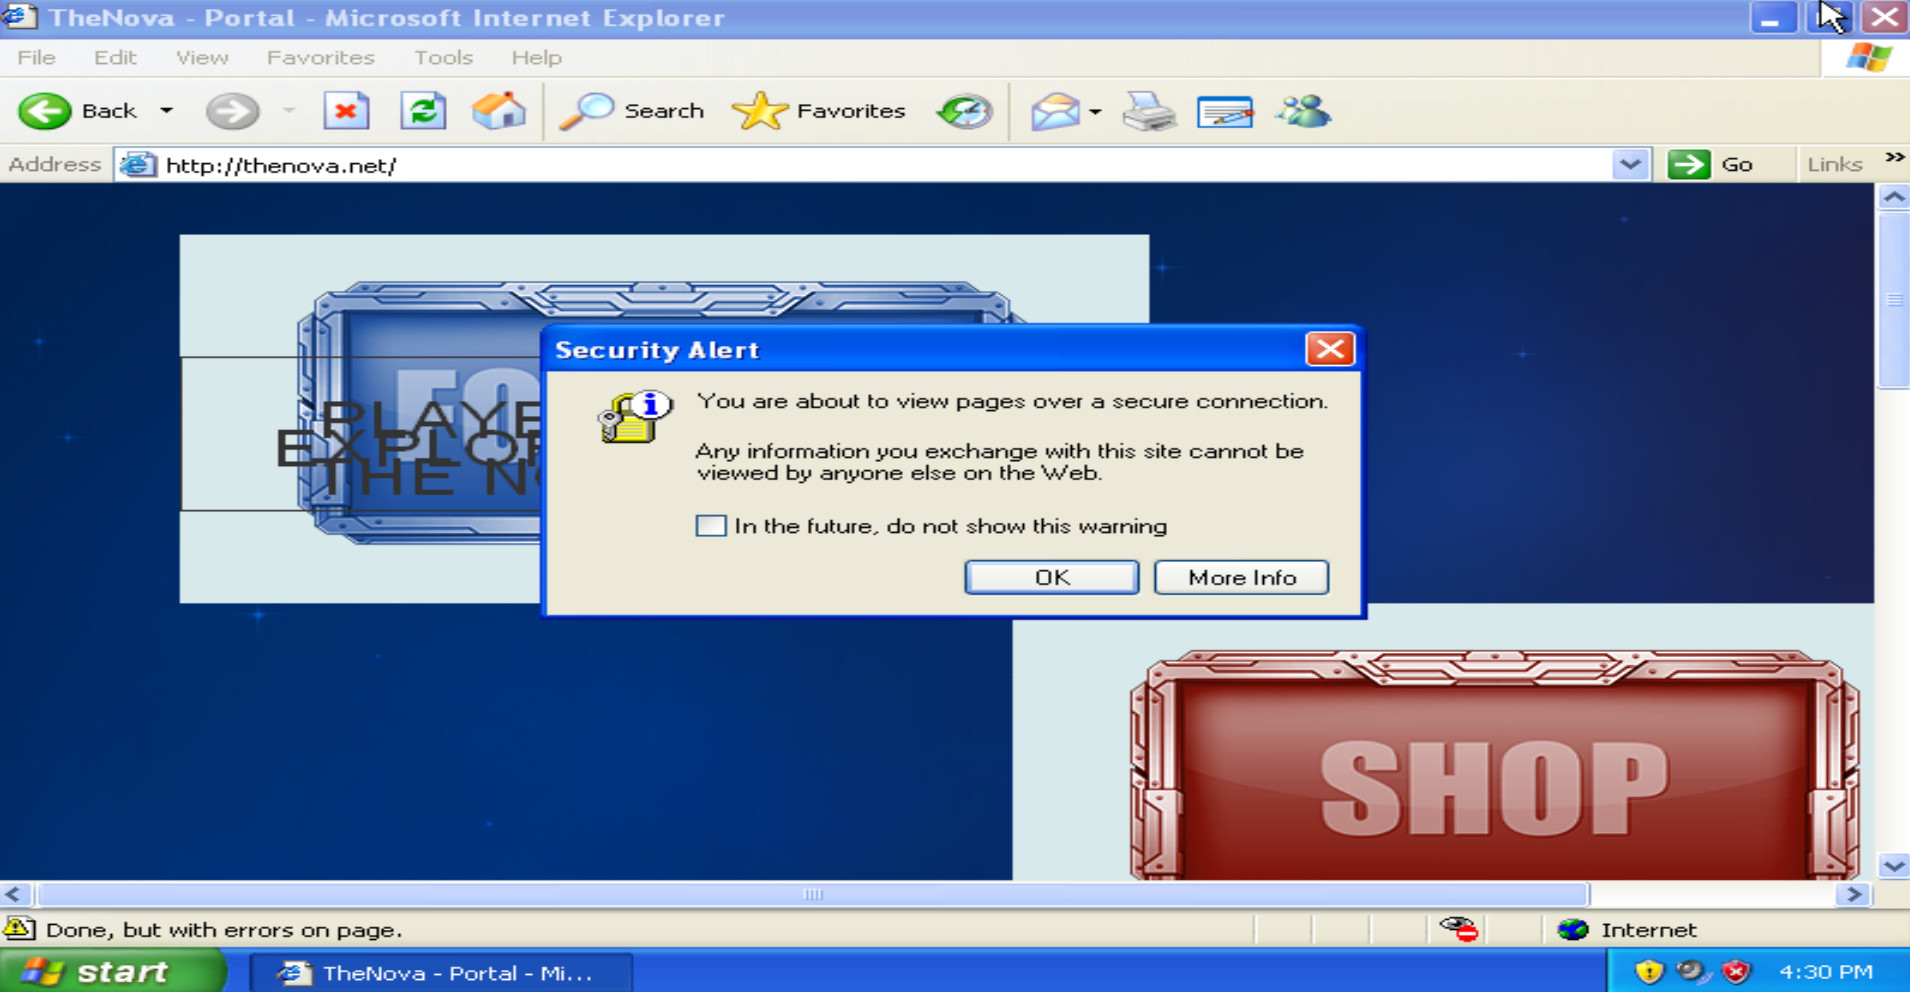 TheNova - Portal - Microsoft Internet Explorer
File Edit View Favorites Tools Help
Back Search Favorites
Address http://thenova.net/ Go Links »
Security Alert
You are about to view pages over a secure connection.
Any information you exchange with this site cannot be
viewed by anyone else on the Web.
In the future, do not show this warning
OK More Info
THE
SHOP
Done, but with errors on page.
Internet
start TheNova - Portal - Mi... 4:30 PM